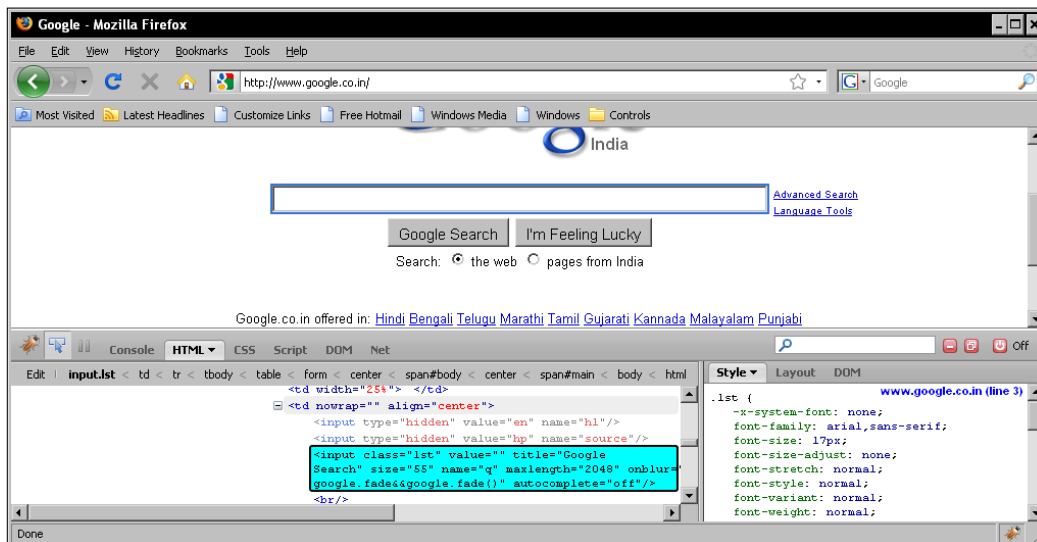 Google - Mozilla Firefox
File Edit View History Bookmarks Tools Help
http://www.google.co.in/
G Google
Most Visited Latest Headlines Customize Links Free Hotmail Windows Media Windows Controls
India
Advanced Search
Language Tools
Google Search I'm Feeling Lucky
Search: the web pages from India
Google.co.in offered in: Hindi Bengali Telugu Marathi Tamil Gujarati Kannada Malayalam Punjabi
Console HTML CSS Script DOM Net Off
Edit input.lst < td < tr < tbody < table < form < center < span#body < center < span#main < body < html
Style Layout DOM
<td width="25%"> </td>
<td nowrap="" align="center">
<input type="hidden" value="en" name="hl"/>
<input type="hidden" value="hp" name="source"/>
<input class="lst" value="" title="Google
Search" size="55" name="q" maxlength="2048" onblur="
google.fade&&google.fade()" autocomplete="off"/>
<br/>
www.google.co.in (line 3)
.lst {
-x-system-font: none;
font-family: arial,sans-serif;
font-size: 17px;
font-size-adjust: none;
font-stretch: normal;
font-style: normal;
font-variant: normal;
font-weight: normal;
Done